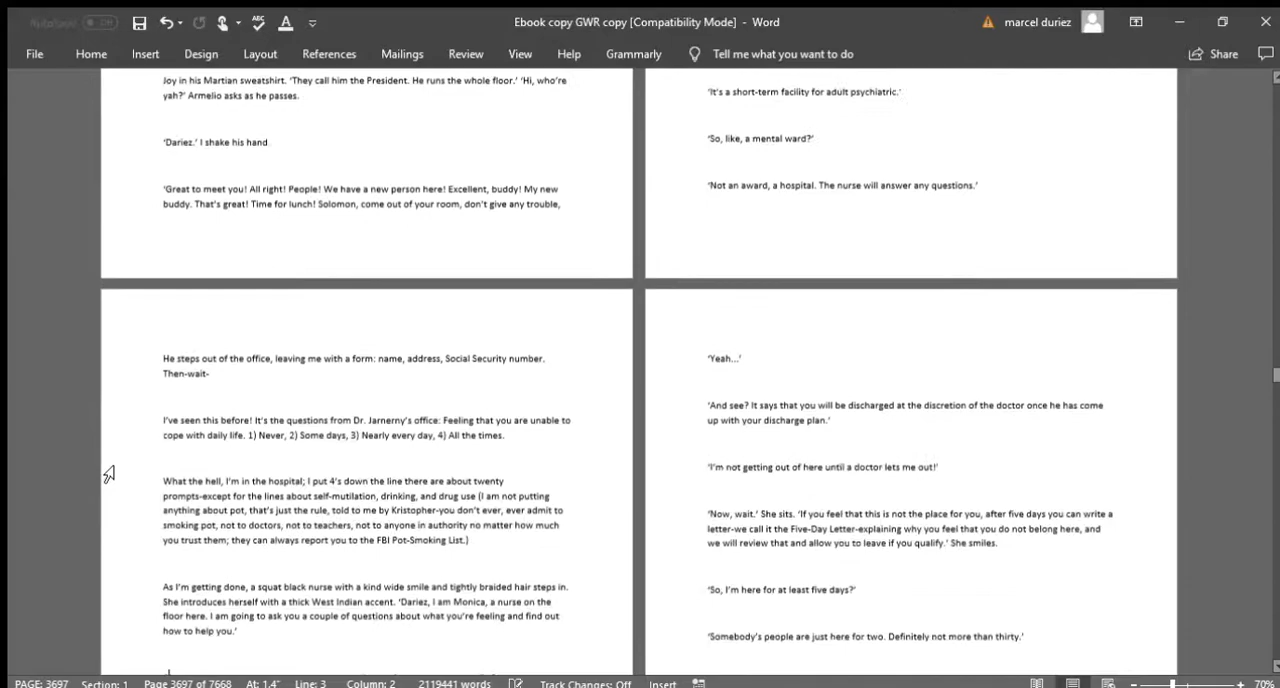 Ebook copy GWR copy [Compatibility Mode] - Word
marcel duriez
File Home Insert Design Layout References Mailings Review View Help Grammarly Tell me what you want to do Share
Joy in his Martian sweatshirt. ‘They call him the President. He runs the whole floor.’ ‘Hi, who’re
yah?’ Armelio asks as he passes.
‘Dariez.’ I shake his hand
‘Great to meet you! All right! People! We have a new person here! Excellent, buddy! My new
buddy. That’s great! Time for lunch! Solomon, come out of your room, don’t give any trouble,
‘It’s a short-term facility for adult psychiatric.’
‘So, like, a mental ward?’
‘Not an award, a hospital. The nurse will answer any questions.’
He steps out of the office, leaving me with a form: name, address, Social Security number.
Then-wait-
I’ve seen this before! It’s the questions from Dr. Jarnerny’s office: Feeling that you are unable to
cope with daily life. 1) Never, 2) Some days, 3) Nearly every day, 4) All the times.
What the hell, I’m in the hospital; I put 4’s down the line there are about twenty
prompts-except for the lines about self-mutilation, drinking, and drug use (I am not putting
anything about pot, that’s just the rule, told to me by Kristopher-you don’t ever, ever admit to
smoking pot, not to doctors, not to teachers, not to anyone in authority no matter how much
you trust them; they can always report you to the FBI Pot-Smoking List.)
As I’m getting done, a squat black nurse with a kind wide smile and tightly braided hair steps in.
She introduces herself with a thick West Indian accent. ‘Dariez, I am Monica, a nurse on the
floor here. I am going to ask you a couple of questions about what you’re feeling and find out
how to help you.’
‘Yeah...’
‘And see? It says that you will be discharged at the discretion of the doctor once he has come
up with your discharge plan.’
‘I’m not getting out of here until a doctor lets me out!’
‘Now, wait.’ She sits. ‘If you feel that this is not the place for you, after five days you can write a
letter-we call it the Five-Day Letter-explaining why you feel that you do not belong here, and
we will review that and allow you to leave if you qualify.’ She smiles.
‘So, I’m here for at least five days?’
‘Somebody’s people are just here for two. Definitely not more than thirty.’
PAGE: 3697 Section: 1 Page 3697 of 7668 At: 1.4" Line: 3 Column: 2 2119441 words Track Changes: Off Insert 70%